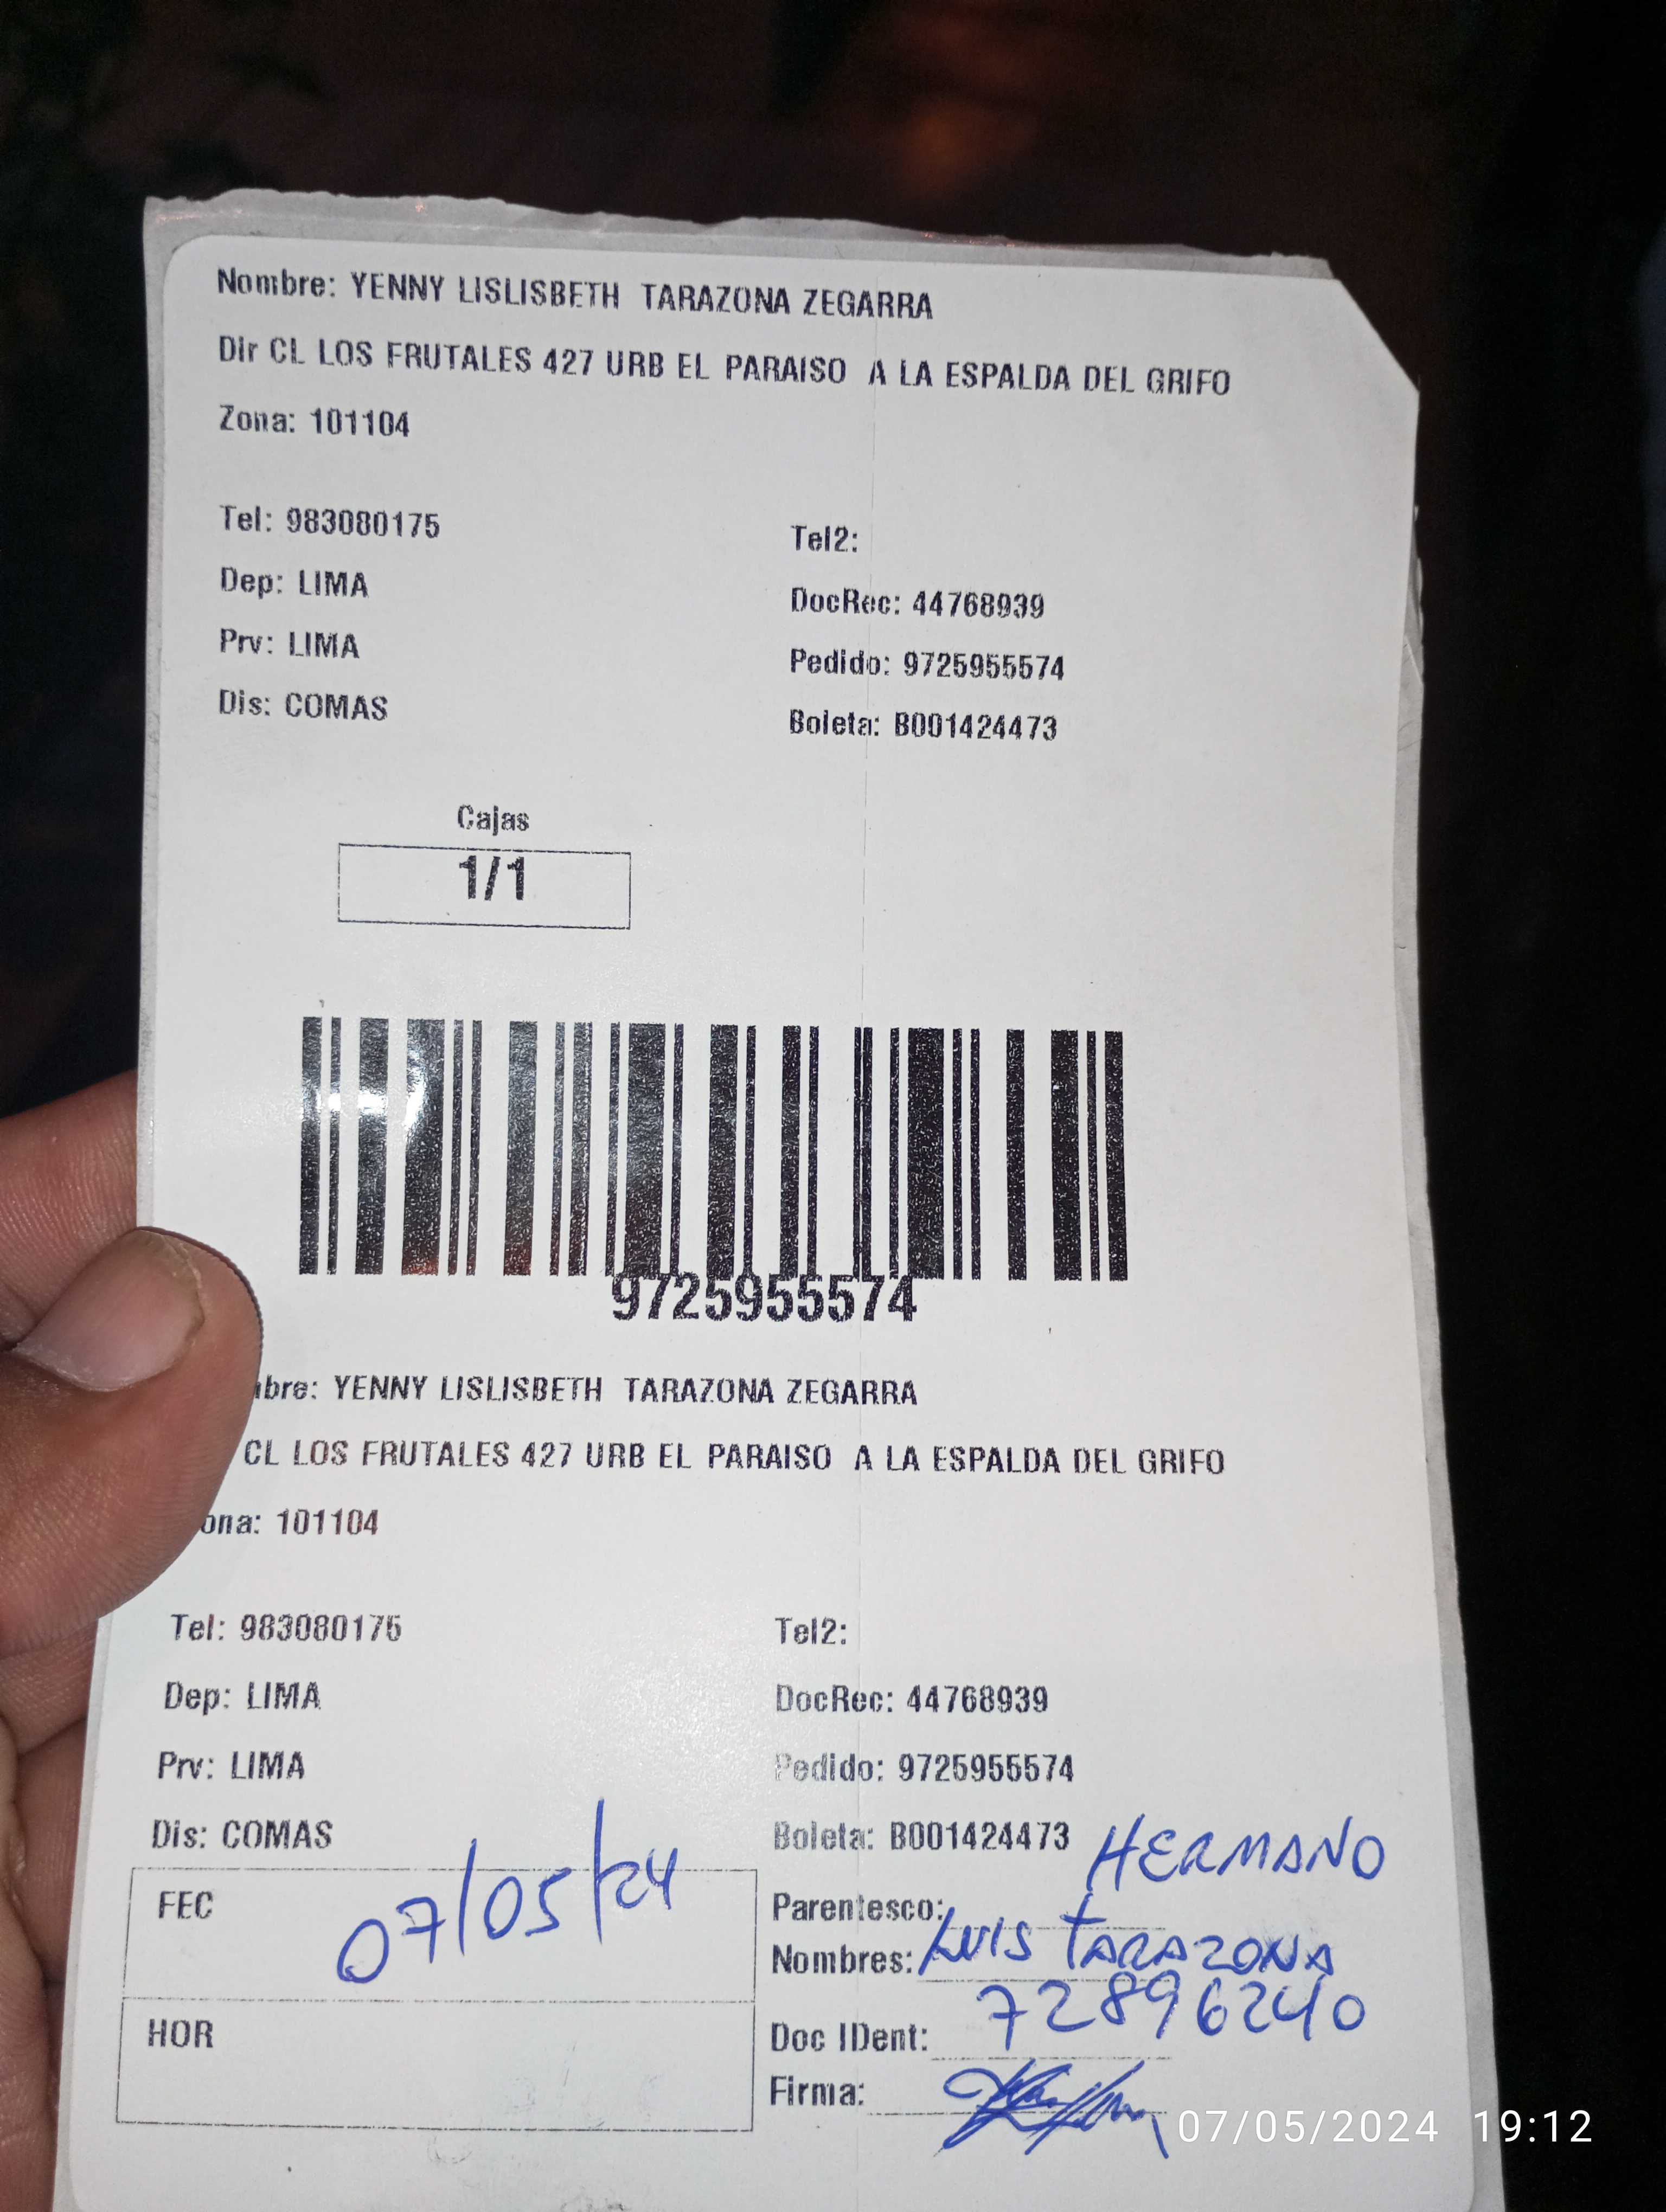 Nombre: YENNY LISLISBETH TARAZONA ZEGARRA
Dir CL LOS FRUTALES 427 URB EL PARAISO A LA ESPALDA DEL GRIFO
Zona: 101104
Tel: 983080175 Tel2:
Dep: LIMA DocRec: 44768939
Prv: LIMA Pedido: 9725955574
Dis: COMAS Boleta: B001424473
Cajas
1/1
9725955574
mbre: YENNY LISLISBETH TARAZONA ZEGARRA
CL LOS FRUTALES 427 URB EL PARAISO A LA ESPALDA DEL GRIFO
ona: 101104
Tel: 983080175 Tel2:
Dep: LIMA DocRec: 44768939
Prv: LIMA Pedido: 9725955574
Dis: COMAS Boleta: B001424473
FEC 07/05/24
HOR
Parentesco: HERMANO
Nombres: LUIS TARAZONA
Doc IDent: 72896240
Firma:
07/05/2024 19:12